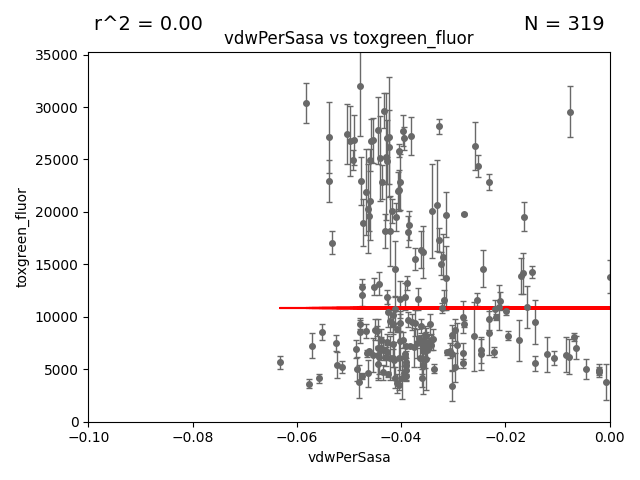 r^2 = 0.00
N = 319
vdwPerSasa vs toxgreen_fluor
35000
30000
25000
20000
15000
10000
5000
0
toxgreen_fluor
−0.10
−0.08
−0.06
−0.04
−0.02
0.00
vdwPerSasa